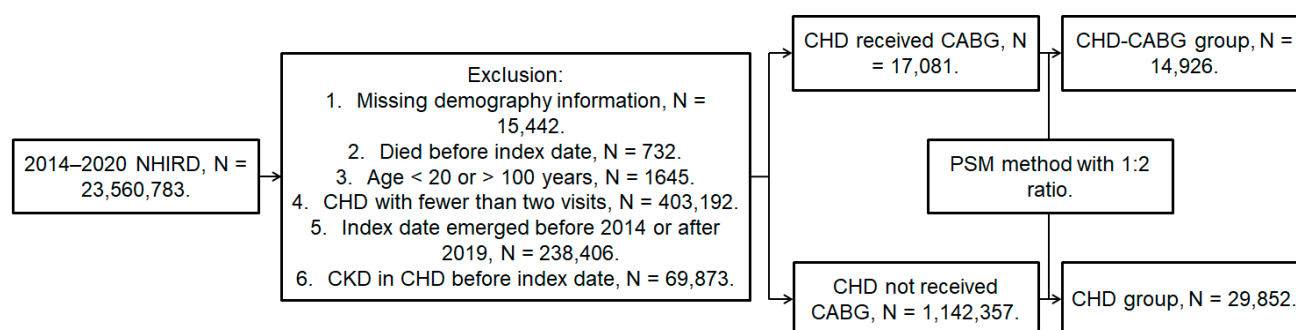 2014–2020 NHIRD, N =
23,560,783.
Exclusion:
1. Missing demography information, N =
15,442.
2. Died before index date, N = 732.
3. Age < 20 or > 100 years, N = 1645.
4. CHD with fewer than two visits, N = 403,192.
5. Index date emerged before 2014 or after
2019, N = 238,406.
6. CKD in CHD before index date, N = 69,873.
CHD received CABG, N
= 17,081.
CHD-CABG group, N =
14,926.
PSM method with 1:2
ratio.
CHD not received
CABG, N = 1,142,357.
CHD group, N = 29,852.